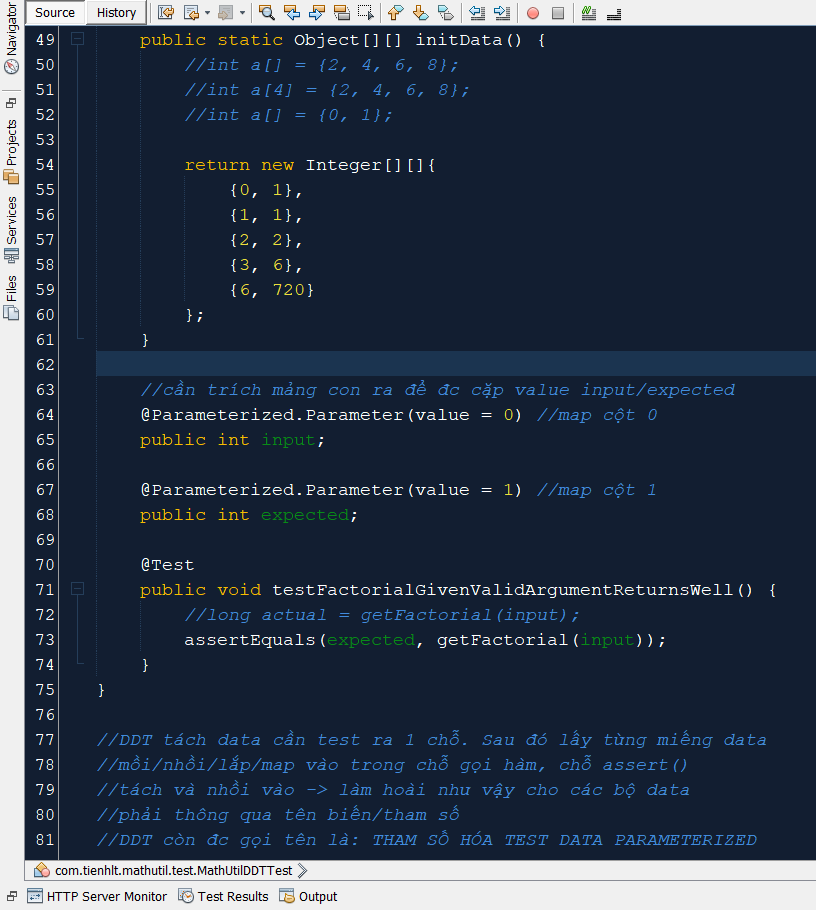 Source History
Navigator
Projects
Services
Files
49 public static Object[][] initData() {
50 //int a[] = {2, 4, 6, 8};
51 //int a[4] = {2, 4, 6, 8};
52 //int a[] = {0, 1};
53
54 return new Integer[][]{
55 {0, 1},
56 {1, 1},
57 {2, 2},
58 {3, 6},
59 {6, 720}
60 };
61 }
62
63 //cần trích mảng con ra để đc cặp value input/expected
64 @Parameterized.Parameter(value = 0) //map cột 0
65 public int input;
66
67 @Parameterized.Parameter(value = 1) //map cột 1
68 public int expected;
69
70 @Test
71 public void testFactorialGivenValidArgumentReturnsWell() {
72 //long actual = getFactorial(input);
73 assertEquals(expected, getFactorial(input));
74 }
75 }
76
77 //DDT tách data cần test ra 1 chỗ. Sau đó lấy từng miếng data
78 //mồi/nhồi/lắp/map vào trong chỗ gọi hàm, chỗ assert()
79 //tách và nhồi vào -> làm hoài như vậy cho các bộ data
80 //phải thông qua tên biến/tham số
81 //DDT còn đc gọi tên là: THAM SỐ HÓA TEST DATA PARAMETERIZED
com.tienhlt.mathutil.test.MathUtilDDTTest
HTTP Server Monitor Test Results Output